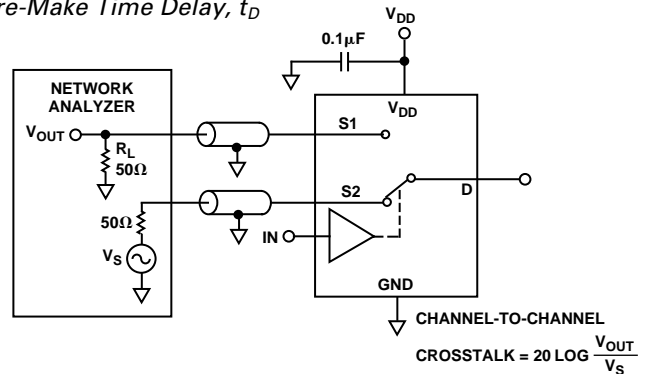 re-Make Time Delay, tD
VDD
0.1μF
NETWORK
ANALYZER
VDD
VOUT
S1
RL
50Ω
S2
D
50Ω
IN
VS
GND
CHANNEL-TO-CHANNEL
CROSSTALK = 20 LOG VOUT
VS